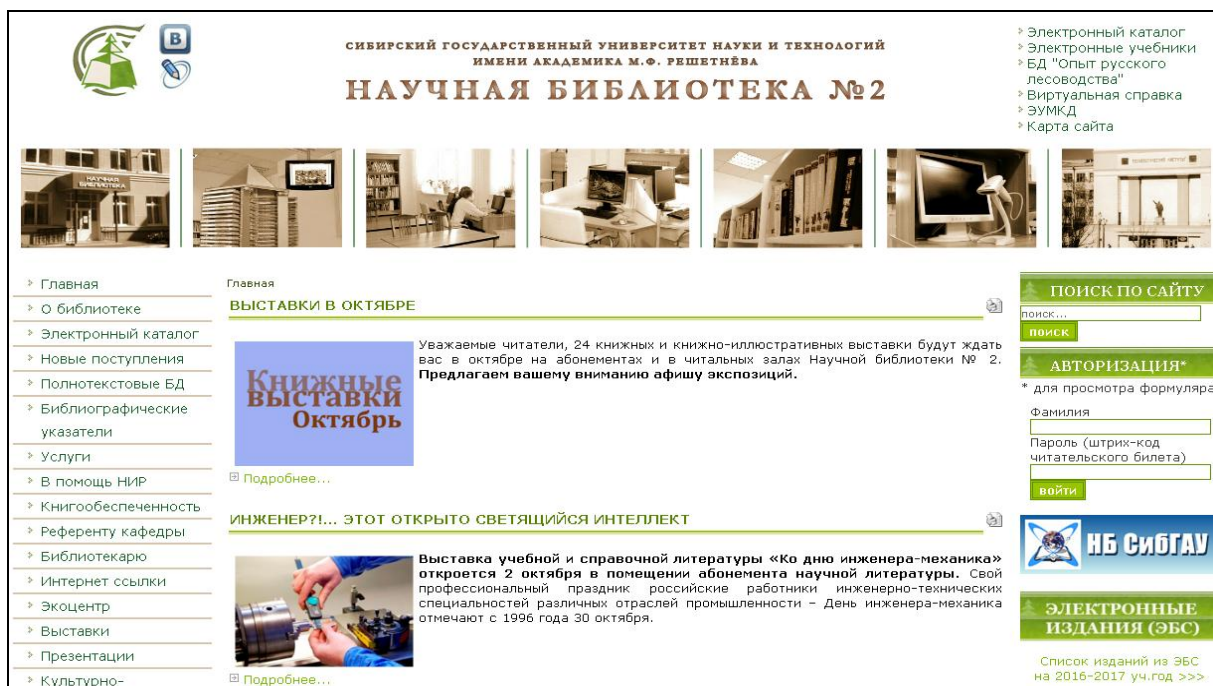 В
СИБИРСКИЙ ГОСУДАРСТВЕННЫЙ УНИВЕРСИТЕТ НАУКИ И ТЕХНОЛОГИЙ
ИМЕНИ АКАДЕМИКА М.Ф. РЕШЕТНЁВА
НАУЧНАЯ БИБЛИОТЕКА №2
Электронный каталог
Электронные учебники
БД "Опыт русского
лесоводства"
Виртуальная справка
ЭУМКД
Карта сайта
НАУЧНАЯ
БИБЛИОТЕКА
Главная
О библиотеке
Электронный каталог
Новые поступления
Полнотекстовые БД
Библиографические
указатели
Услуги
В помощь НИР
Книгообеспеченность
Референту кафедры
Библиотекарю
Интернет ссылки
Экоцентр
Выставки
Презентации
Культурно-
Главная
ВЫСТАВКИ В ОКТЯБРЕ
Книжные
выставки
Октябрь
Уважаемые читатели, 24 книжных и книжно-иллюстративных выставки будут ждать
вас в октябре на абонементах и в читальных залах Научной библиотеки № 2.
Предлагаем вашему вниманию афишу экспозиций.
Подробнее...
ИНЖЕНЕР?!... ЭТОТ ОТКРЫТО СВЕТЯЩИЙСЯ ИНТЕЛЛЕКТ
Выставка учебной и справочной литературы «Ко дню инженера-механика»
откроется 2 октября в помещении абонемента научной литературы. Свой
профессиональный праздник российские работники инженерно-технических
специальностей различных отраслей промышленности – День инженера-механика
отмечают с 1996 года 30 октября.
Подробнее...
ПОИСК ПО САЙТУ
поиск...
ПОИСК
АВТОРИЗАЦИЯ*
* для просмотра формуляра
Фамилия
Пароль (штрих-код
читательского билета)
ВОЙТИ
НБ СибГАУ
ЭЛЕКТРОННЫЕ
ИЗДАНИЯ (ЭБС)
Список изданий из ЭБС
на 2016-2017 уч.год >>>